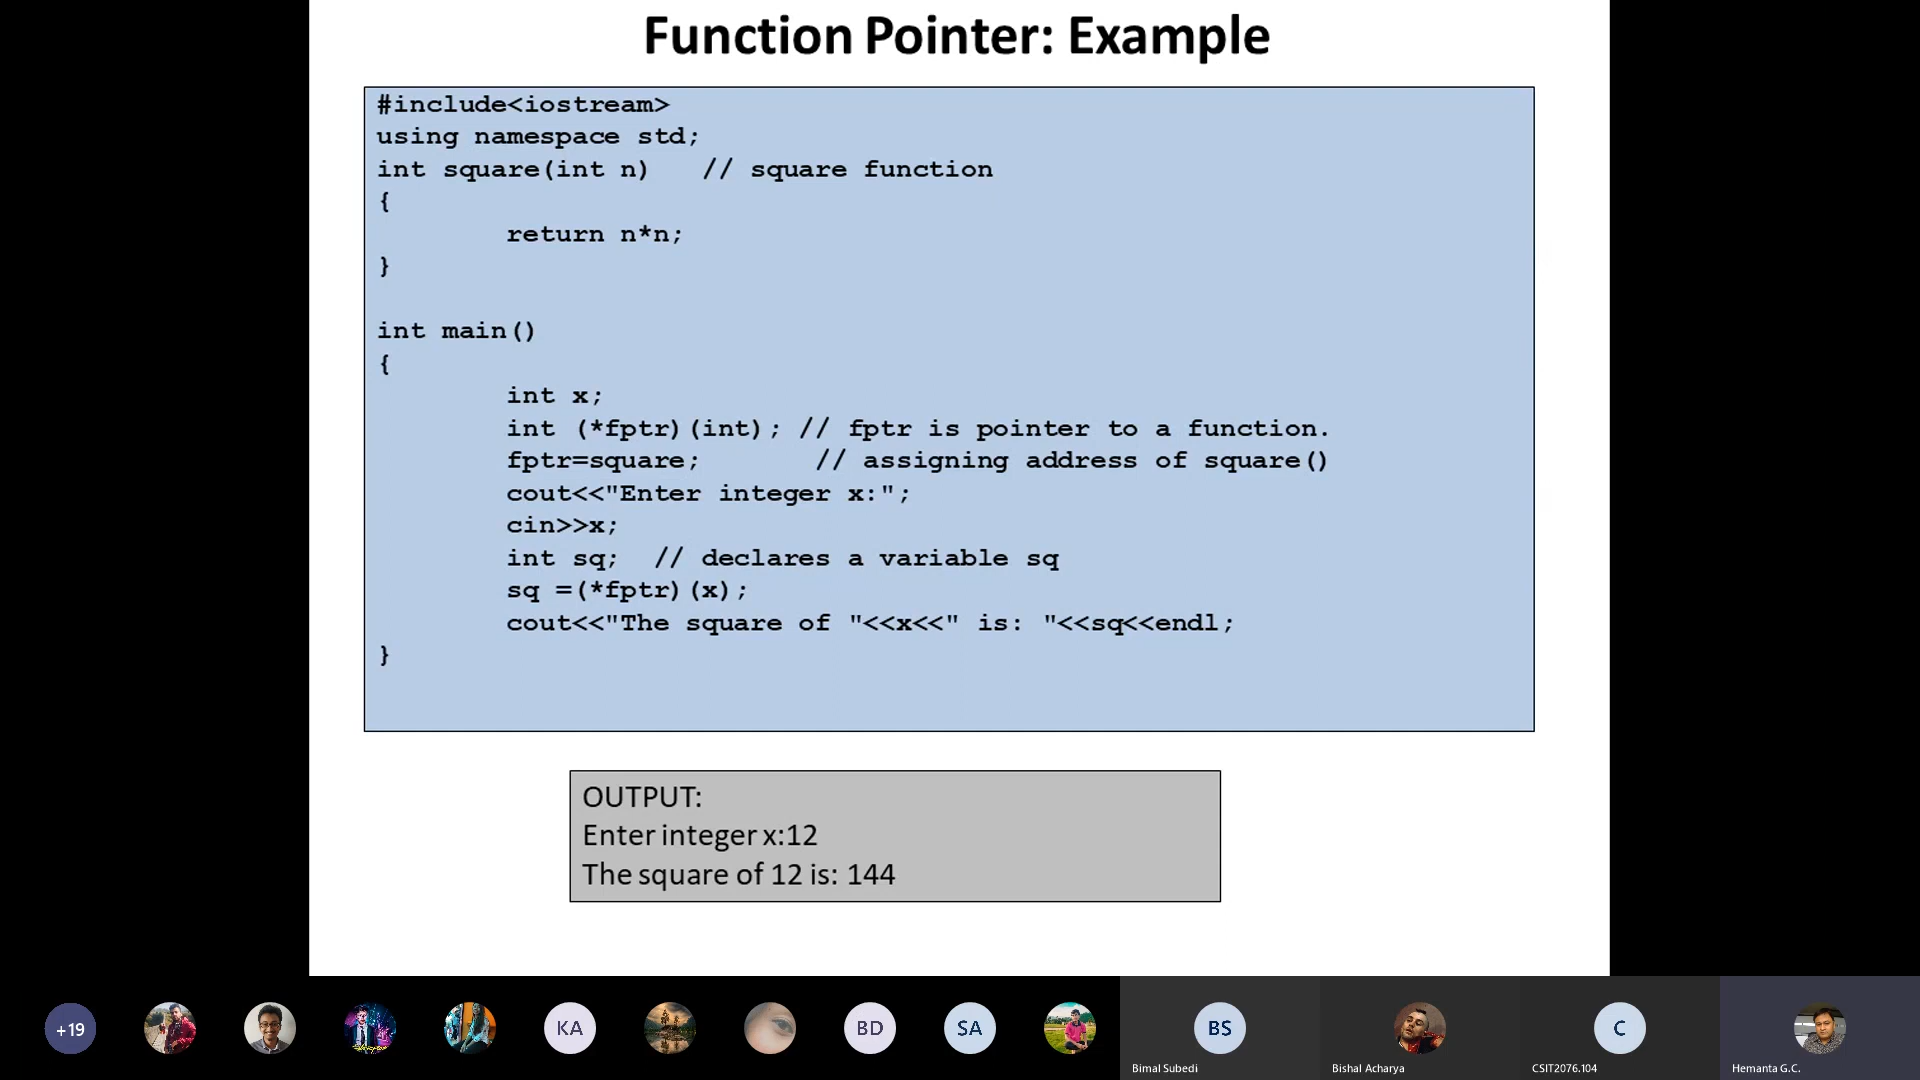 Function Pointer: Example
#include<iostream>
using namespace std;
int square(int n)   // square function
{
        return n*n;
}
int main()
{
        int x;
        int (*fptr)(int); // fptr is pointer to a function.
        fptr=square;       // assigning address of square()
        cout<<"Enter integer x:";
        cin>>x;
        int sq;  // declares a variable sq
        sq =(*fptr)(x);
        cout<<"The square of "<<x<<" is: "<<sq<<endl;
}
OUTPUT:
Enter integer x:12
The square of 12 is: 144
+19
KA
BD
SA
BS
C
Bimal Subedi
Bishal Acharya
CSIT2076.104
Hemanta G.C.